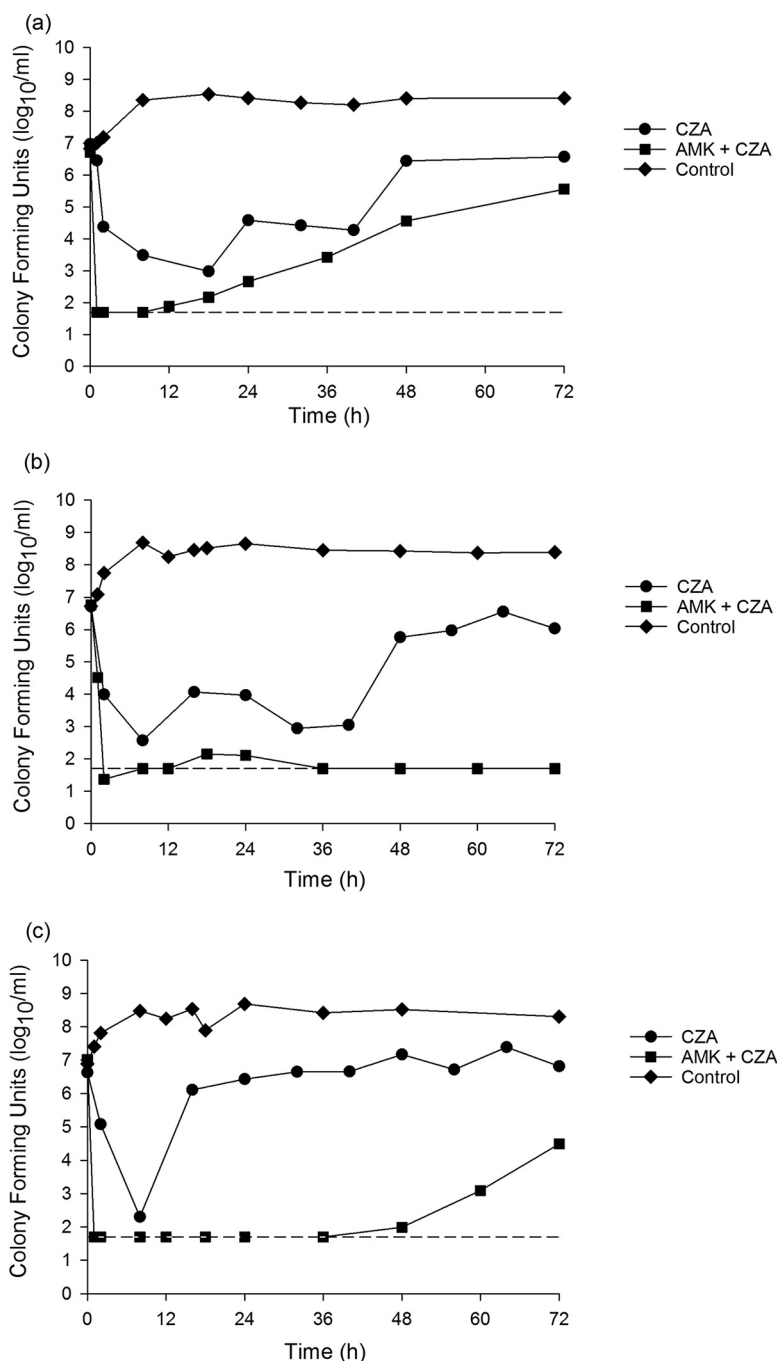 (a)
Colony Forming Units (log10/ml)
10
9
8
7
6
5
4
3
2
1
0
0 12 24 36 48 60 72
Time (h)
CZA
AMK + CZA
Control
(b)
Colony Forming Units (log10/ml)
10
9
8
7
6
5
4
3
2
1
0
0 12 24 36 48 60 72
Time (h)
CZA
AMK + CZA
Control
(c)
Colony Forming Units (log10/ml)
10
9
8
7
6
5
4
3
2
1
0
0 12 24 36 48 60 72
Time (h)
CZA
AMK + CZA
Control